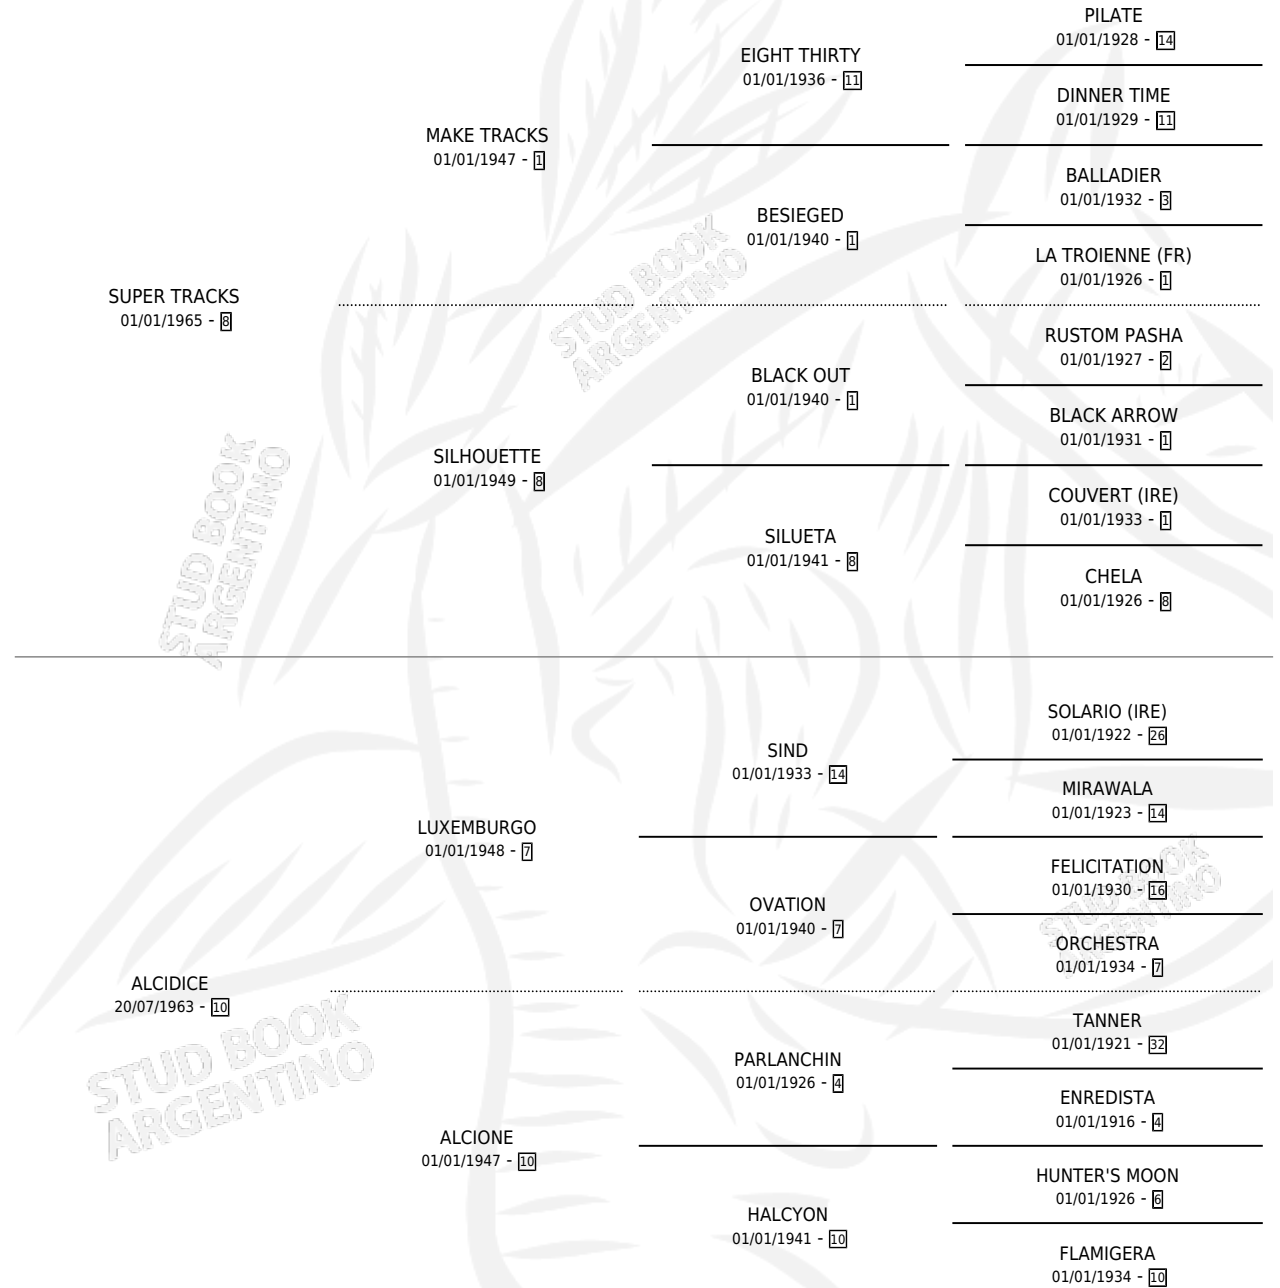 PILATE
01/01/1928 - 14
EIGHT THIRTY
01/01/1936 - 11
DINNER TIME
01/01/1929 - 11
MAKE TRACKS
01/01/1947 - 1
BALLADIER
01/01/1932 - 3
BESIEGED
01/01/1940 - 1
LA TROIENNE (FR)
01/01/1926 - 1
SUPER TRACKS
01/01/1965 - 8
RUSTOM PASHA
01/01/1927 - 2
BLACK OUT
01/01/1940 - 1
BLACK ARROW
01/01/1931 - 1
SILHOUETTE
01/01/1949 - 8
COUVERT (IRE)
01/01/1933 - 1
SILUETA
01/01/1941 - 8
CHELA
01/01/1926 - 8
SOLARIO (IRE)
01/01/1922 - 26
SIND
01/01/1933 - 14
MIRAWALA
01/01/1923 - 14
LUXEMBURGO
01/01/1948 - 7
FELICITATION
01/01/1930 - 16
OVATION
01/01/1940 - 7
ORCHESTRA
01/01/1934 - 7
ALCIDICE
20/07/1963 - 10
TANNER
01/01/1921 - 32
PARLANCHIN
01/01/1926 - 4
ENREDISTA
01/01/1916 - 4
ALCIONE
01/01/1947 - 10
HUNTER'S MOON
01/01/1926 - 6
HALCYON
01/01/1941 - 10
FLAMIGERA
01/01/1934 - 10
STUD BOOK
ARGENTINO
STUD BOOK
ARGENTINO
STUD BOOK
ARGENTINO
STUD BOOK
ARGENTINO